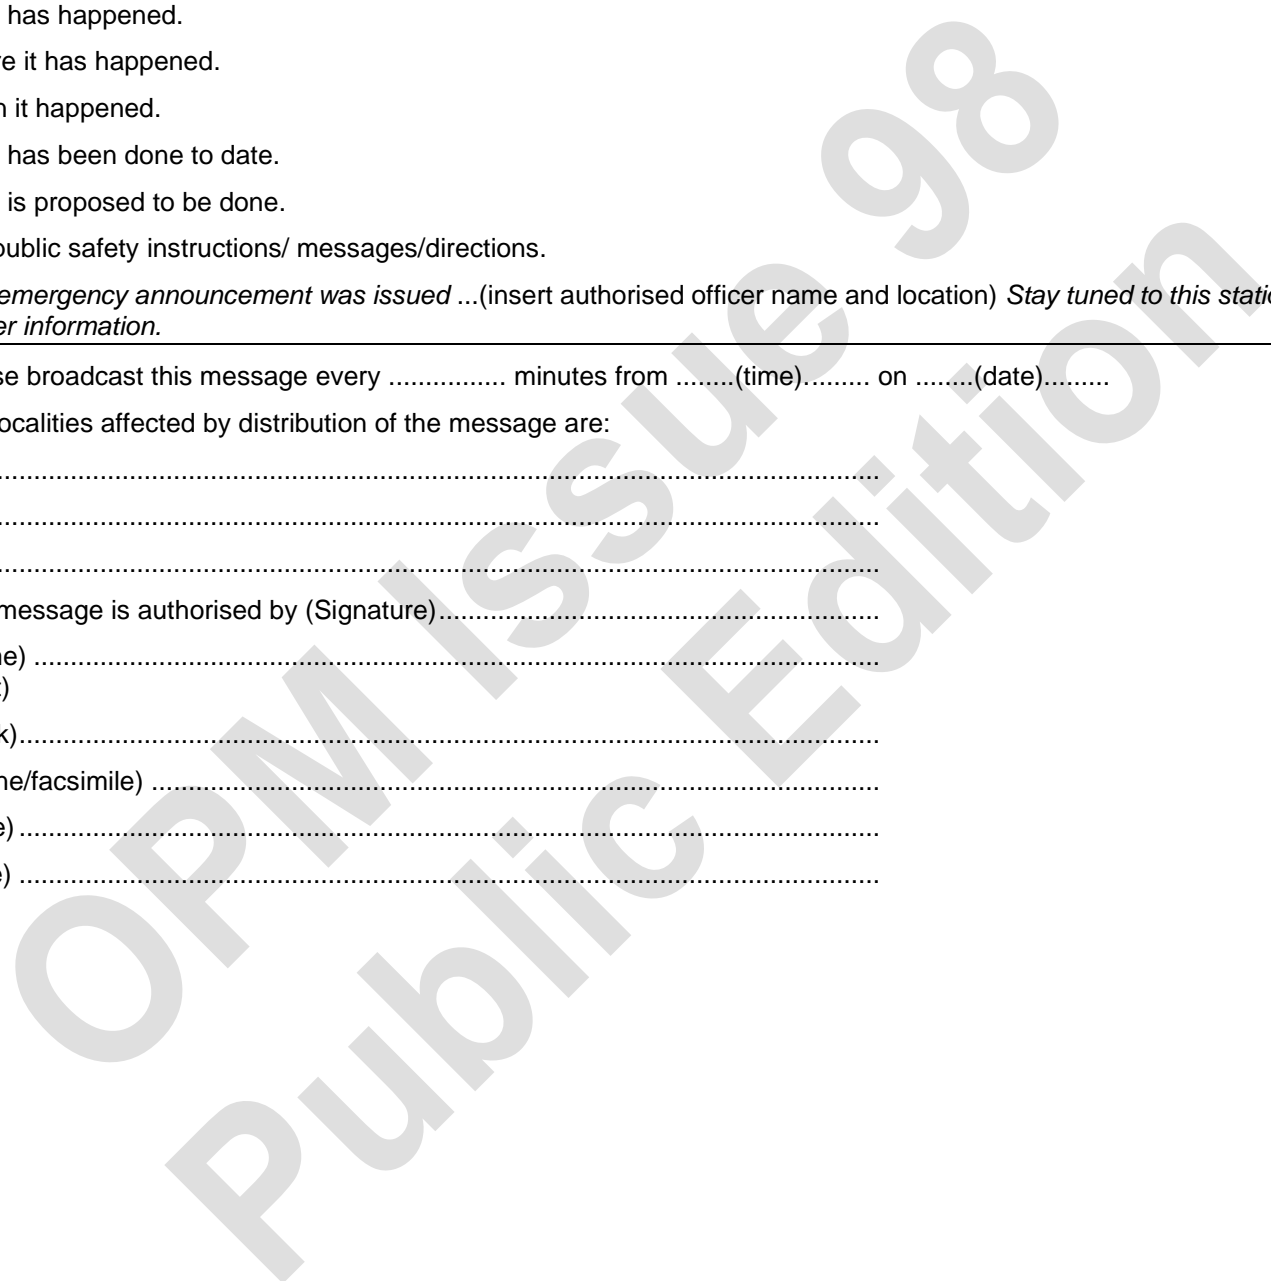 has happened.
e it has happened.
n it happened.
has been done to date.
is proposed to be done.
public safety instructions/ messages/directions.
emergency announcement was issued ...(insert authorised officer name and location) Stay tuned to this stati
er information.
se broadcast this message every ................ minutes from ........(time)......... on ........(date).........
ocalities affected by distribution of the message are:
........................................................................................................................
........................................................................................................................
........................................................................................................................
message is authorised by (Signature)............................................................
ne) ....................................................................................................................
t)
k).....................................................................................................................
ne/facsimile) ....................................................................................................
e) .....................................................................................................................
e) .....................................................................................................................
OPM Issue 98
Public Edition